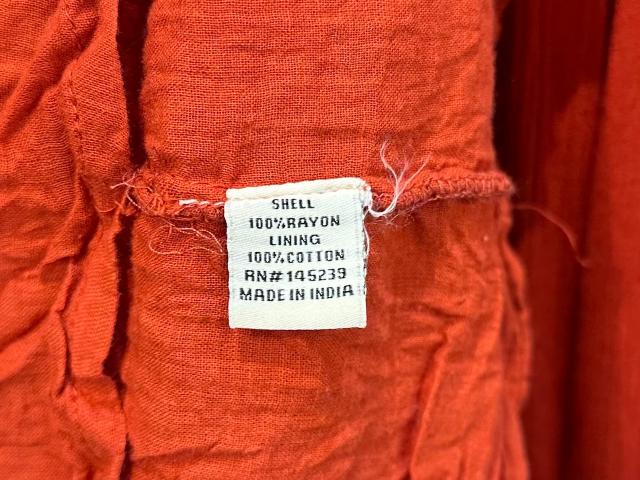 SHELL
100%RAYON
LINING
100%COTTON
RN#145239
MADE IN INDIA